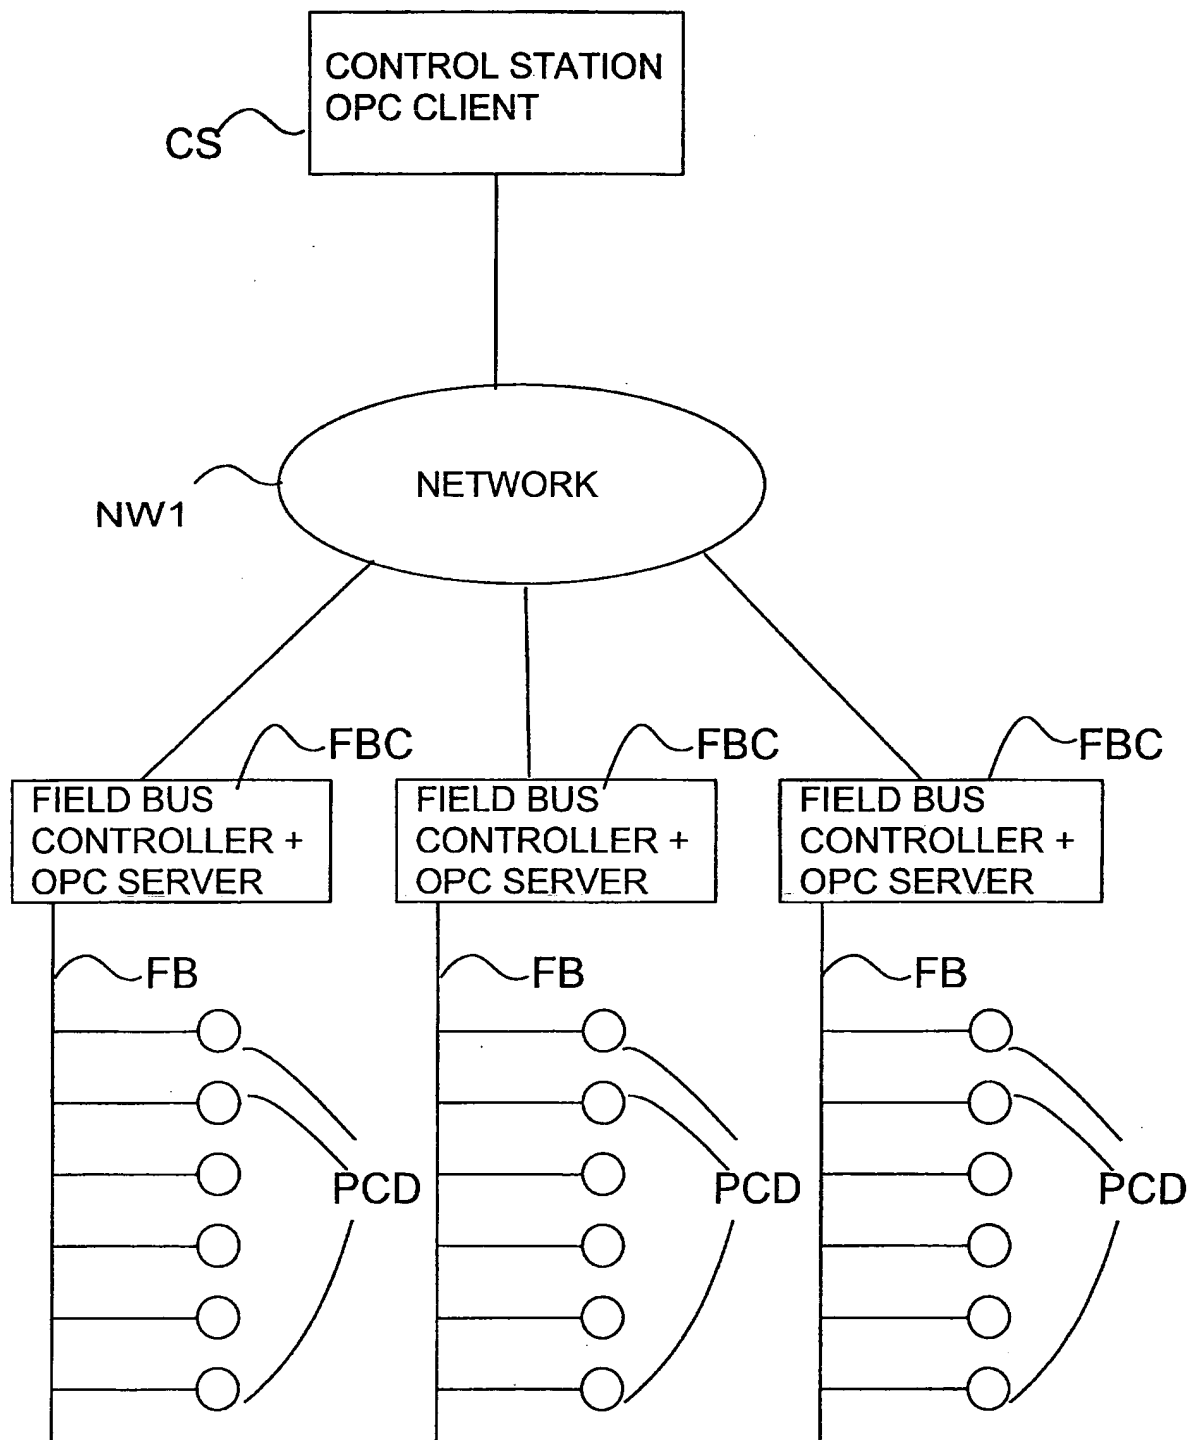 CONTROL STATION
OPC CLIENT
CS
NETWORK
NW1
FBC
FBC
FBC
FIELD BUS
CONTROLLER +
OPC SERVER
FIELD BUS
CONTROLLER +
OPC SERVER
FIELD BUS
CONTROLLER +
OPC SERVER
FB
FB
FB
PCD
PCD
PCD